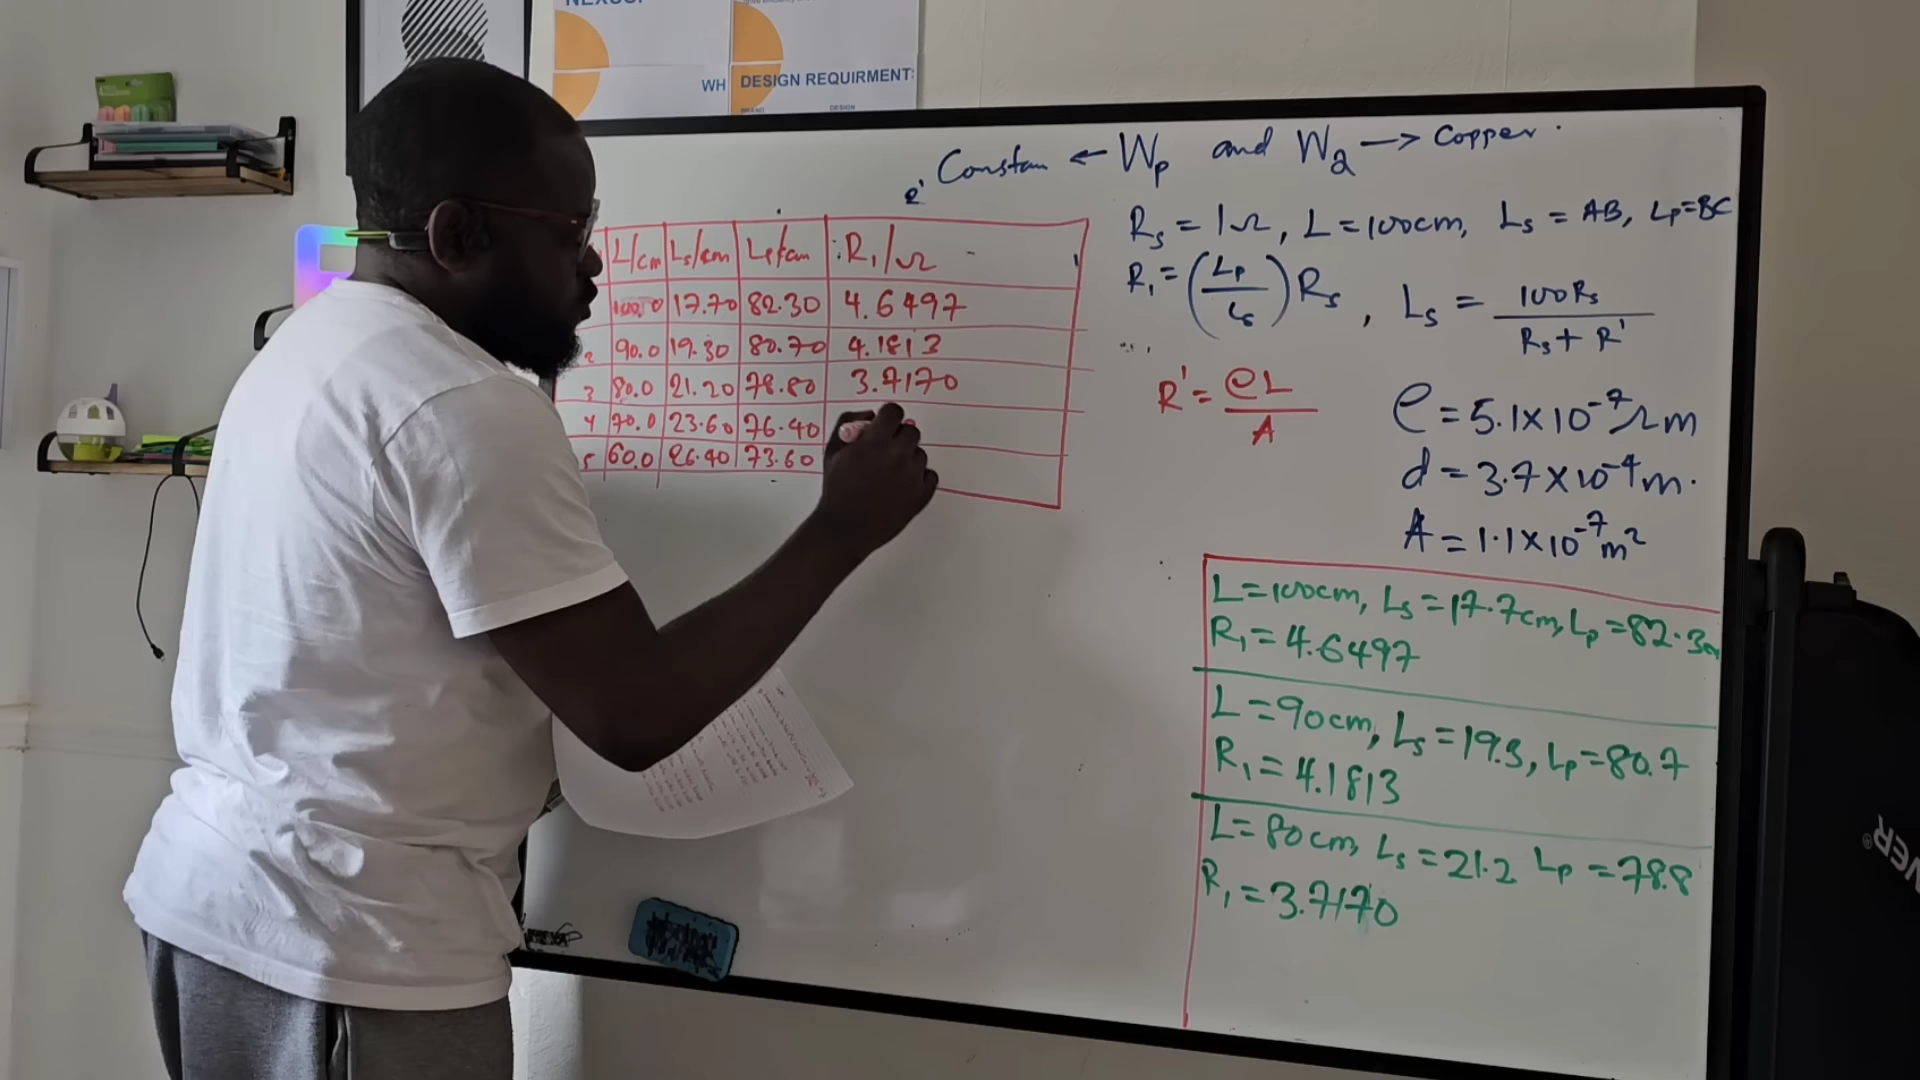 NEXUS.
WH
DESIGN REQUIRMENT:
DESIGN
Constan ← Wp and W2 → Copper.
e'
Rs = 1Ω, L = 100cm, Ls = AB, Lp = BC
R1 = (Lp/Ls) Rs, Ls = 100Rs / Rs + R'
R' = ρL / A
ρ = 5.1 x 10⁻⁷ Ωm
d = 3.7 x 10⁻⁴ m.
A = 1.1 x 10⁻⁷ m²
L/cm Ls/cm Lp/cm R1/Ω
100.0 17.70 82.30 4.6497
2 90.0 19.30 80.70 4.1813
3 80.0 21.20 78.80 3.7170
4 70.0 23.60 76.40
5 60.0 26.40 73.60
L = 100cm, Ls = 17.7cm, Lp = 82.3cm
R1 = 4.6497
L = 90cm, Ls = 19.3, Lp = 80.7
R1 = 4.1813
L = 80cm, Ls = 21.2 Lp = 78.8
R1 = 3.7170